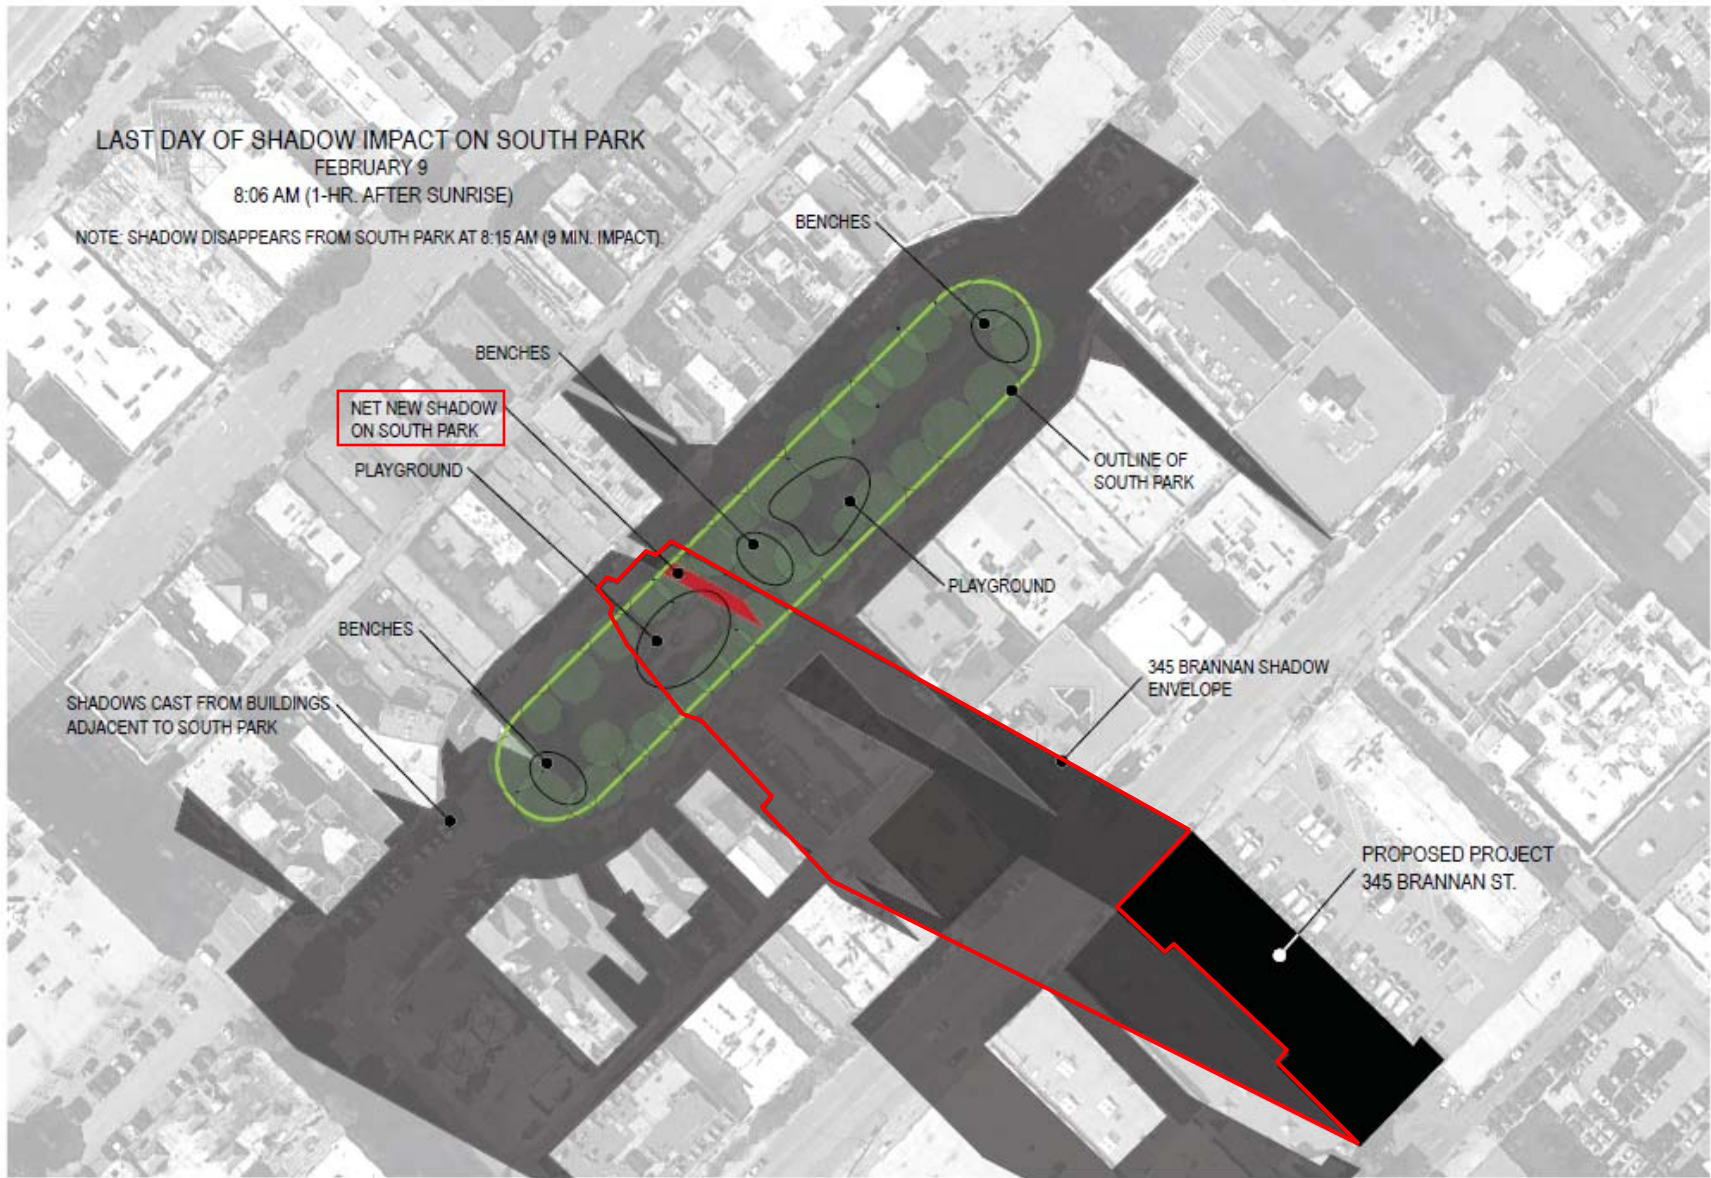 LAST DAY OF SHADOW IMPACT ON SOUTH PARK
FEBRUARY 9
8:06 AM (1-HR. AFTER SUNRISE)
NOTE: SHADOW DISAPPEARS FROM SOUTH PARK AT 8:15 AM (9 MIN. IMPACT).
BENCHES
BENCHES
NET NEW SHADOW
ON SOUTH PARK
PLAYGROUND
OUTLINE OF
SOUTH PARK
PLAYGROUND
BENCHES
345 BRANNAN SHADOW
ENVELOPE
SHADOWS CAST FROM BUILDINGS
ADJACENT TO SOUTH PARK
PROPOSED PROJECT
345 BRANNAN ST.